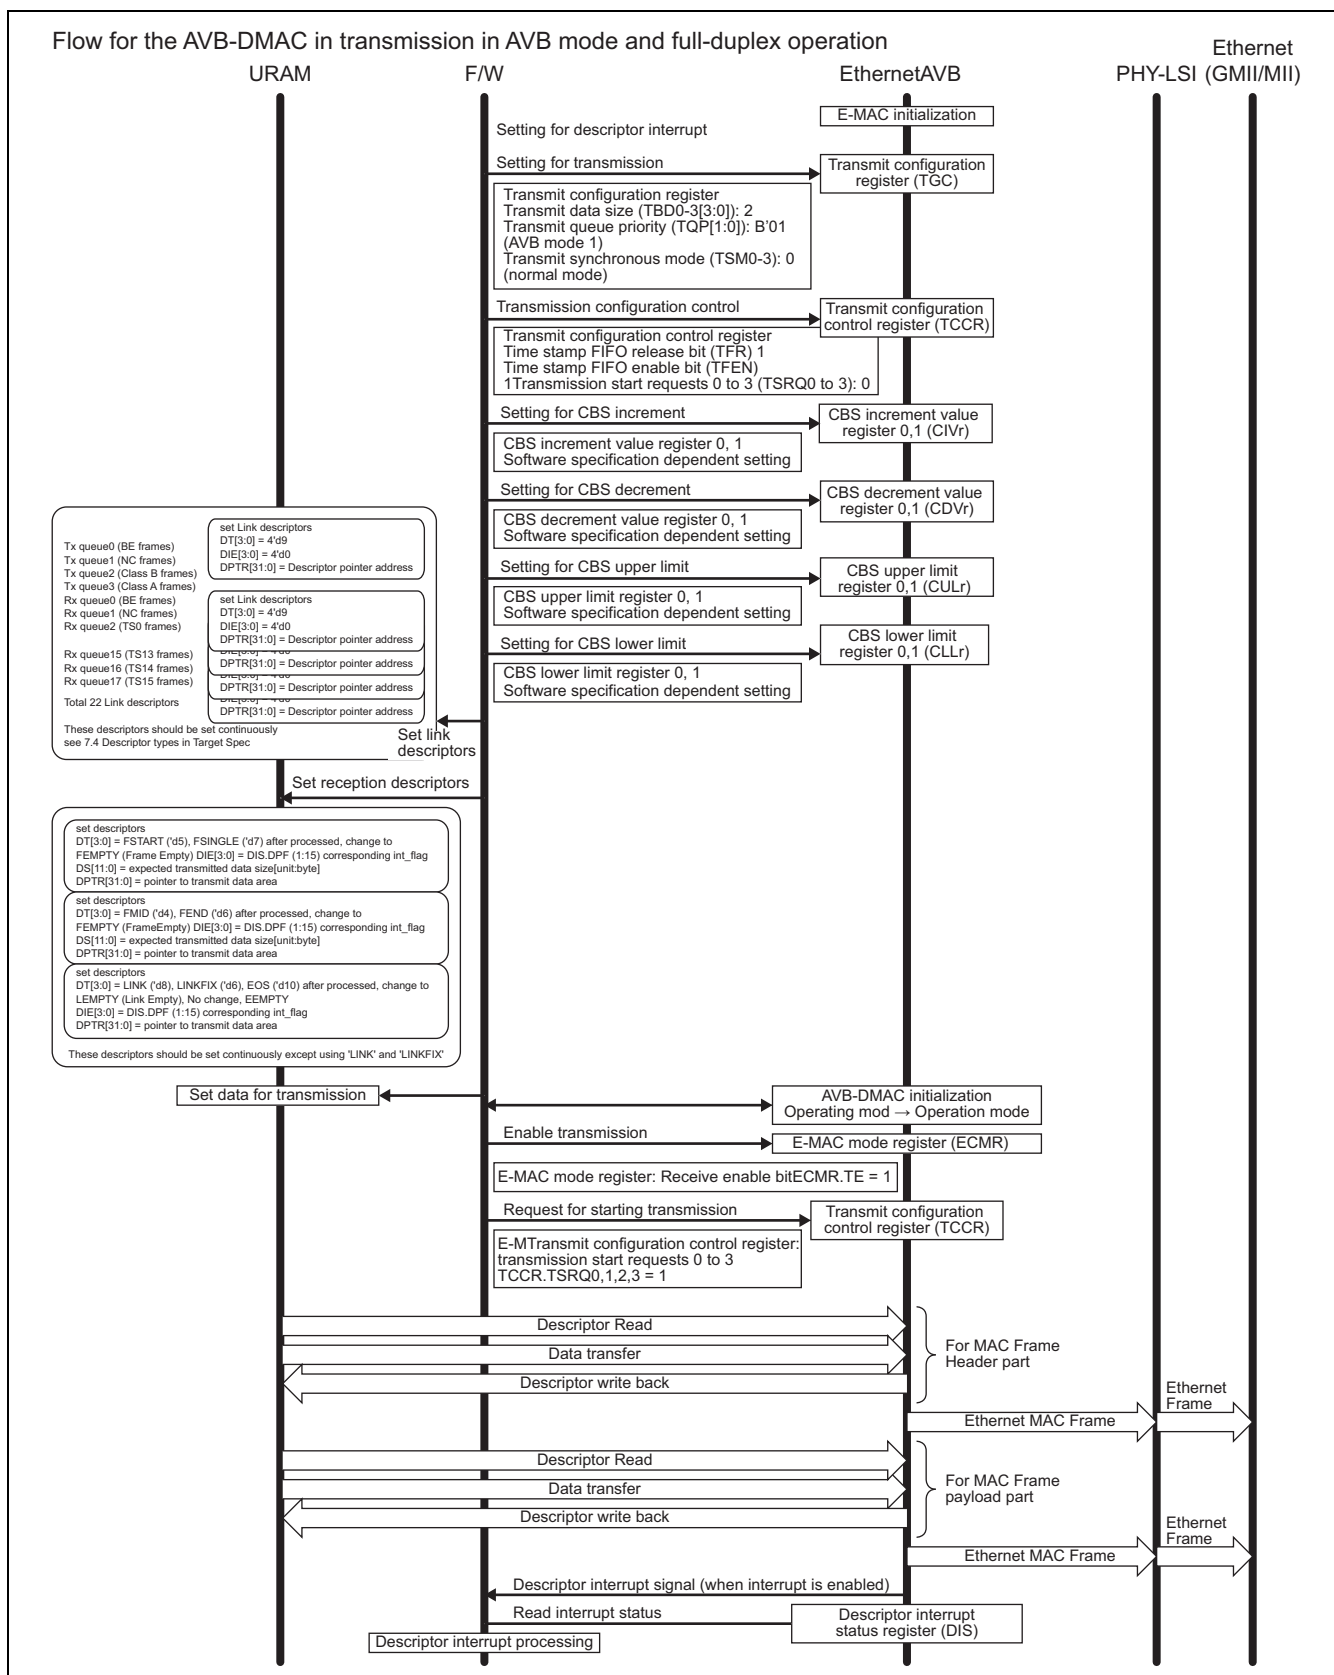 Flow for the AVB-DMAC in transmission in AVB mode and full-duplex operation
Ethernet
URAM F/W EthernetAVB PHY-LSI (GMII/MII)
E-MAC initialization
Setting for descriptor interrupt
Setting for transmission
Transmit configuration
register (TGC)
Transmit configuration register
Transmit data size (TBD0-3[3:0]): 2
Transmit queue priority (TQP[1:0]): B'01
(AVB mode 1)
Transmit synchronous mode (TSM0-3): 0
(normal mode)
Transmission configuration control
Transmit configuration
control register (TCCR)
Transmit configuration control register
Time stamp FIFO release bit (TFR) 1
Time stamp FIFO enable bit (TFEN)
1Transmission start requests 0 to 3 (TSRQ0 to 3): 0
Setting for CBS increment
CBS increment value
register 0,1 (CIVr)
CBS increment value register 0, 1
Software specification dependent setting
Setting for CBS decrement
CBS decrement value
register 0,1 (CDVr)
CBS decrement value register 0, 1
Software specification dependent setting
Setting for CBS upper limit
CBS upper limit
register 0,1 (CULr)
CBS upper limit register 0, 1
Software specification dependent setting
Setting for CBS lower limit
CBS lower limit
register 0,1 (CLLr)
CBS lower limit register 0, 1
Software specification dependent setting
Tx queue0 (BE frames)
Tx queue1 (NC frames)
Tx queue2 (Class B frames)
Tx queue3 (Class A frames)
Rx queue0 (BE frames)
Rx queue1 (NC frames)
Rx queue2 (TS0 frames)
Rx queue15 (TS13 frames)
Rx queue16 (TS14 frames)
Rx queue17 (TS15 frames)
Total 22 Link descriptors
These descriptors should be set continuously
see 7.4 Descriptor types in Target Spec
set Link descriptors
DT[3:0] = 4'd9
DIE[3:0] = 4'd0
DPTR[31:0] = Descriptor pointer address
set Link descriptors
DT[3:0] = 4'd9
DIE[3:0] = 4'd0
DPTR[31:0] = Descriptor pointer address
DIE[3:0] = 4'd0
DPTR[31:0] = Descriptor pointer address
DIE[3:0] = 4'd0
DPTR[31:0] = Descriptor pointer address
DIE[3:0] = 4'd0
DPTR[31:0] = Descriptor pointer address
Set link
descriptors
Set reception descriptors
set descriptors
DT[3:0] = FSTART ('d5), FSINGLE ('d7) after processed, change to
FEMPTY (Frame Empty) DIE[3:0] = DIS.DPF (1:15) corresponding int_flag
DS[11:0] = expected transmitted data size[unit:byte]
DPTR[31:0] = pointer to transmit data area
set descriptors
DT[3:0] = FMID ('d4), FEND ('d6) after processed, change to
FEMPTY (FrameEmpty) DIE[3:0] = DIS.DPF (1:15) corresponding int_flag
DS[11:0] = expected transmitted data size[unit:byte]
DPTR[31:0] = pointer to transmit data area
set descriptors
DT[3:0] = LINK ('d8), LINKFIX ('d6), EOS ('d10) after processed, change to
LEMPTY (Link Empty), No change, EEMPTY
DIE[3:0] = DIS.DPF (1:15) corresponding int_flag
DPTR[31:0] = pointer to transmit data area
These descriptors should be set continuously except using 'LINK' and 'LINKFIX'
Set data for transmission
AVB-DMAC initialization
Operating mod → Operation mode
Enable transmission
E-MAC mode register (ECMR)
E-MAC mode register: Receive enable bitECMR.TE = 1
Request for starting transmission
Transmit configuration
control register (TCCR)
E-MTransmit configuration control register:
transmission start requests 0 to 3
TCCR.TSRQ0,1,2,3 = 1
Descriptor Read
Data transfer
Descriptor write back
For MAC Frame
Header part
Ethernet
Frame
Ethernet MAC Frame
Descriptor Read
Data transfer
Descriptor write back
For MAC Frame
payload part
Ethernet
Frame
Ethernet MAC Frame
Descriptor interrupt signal (when interrupt is enabled)
Read interrupt status
Descriptor interrupt
status register (DIS)
Descriptor interrupt processing